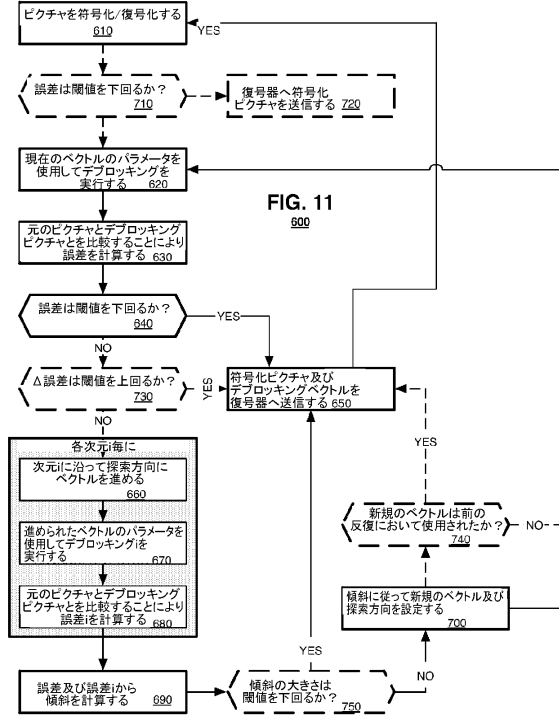 ピクチャを符号化/復号化する
610
YES
誤差は閾値を下回るか？
710
復号器へ符号化
ピクチャを送信する 720
現在のベクトルのパラメータを
使用してデブロッキングを
実行する 620
FIG. 11
600
元のピクチャとデブロッキング
ピクチャとを比較することにより
誤差を計算する 630
誤差は閾値を下回るか？
640
YES
NO
Δ誤差は閾値を上回るか？
730
YES
符号化ピクチャ及び
デブロッキングベクトルを
復号器へ送信する 650
NO
YES
各次元i毎に
次元iに沿って探索方向に
ベクトルを進める
660
進められたベクトルのパラメータを
使用してデブロッキングiを
実行する 670
元のピクチャとデブロッキング
ピクチャとを比較することにより
誤差iを計算する 680
新規のベクトルは前の
反復において使用されたか？
740
NO
傾斜に従って新規のベクトル及び
探索方向を設定する
700
YES
NO
誤差及び誤差iから
傾斜を計算する 690
傾斜の大きさは
閾値を下回るか？ 750